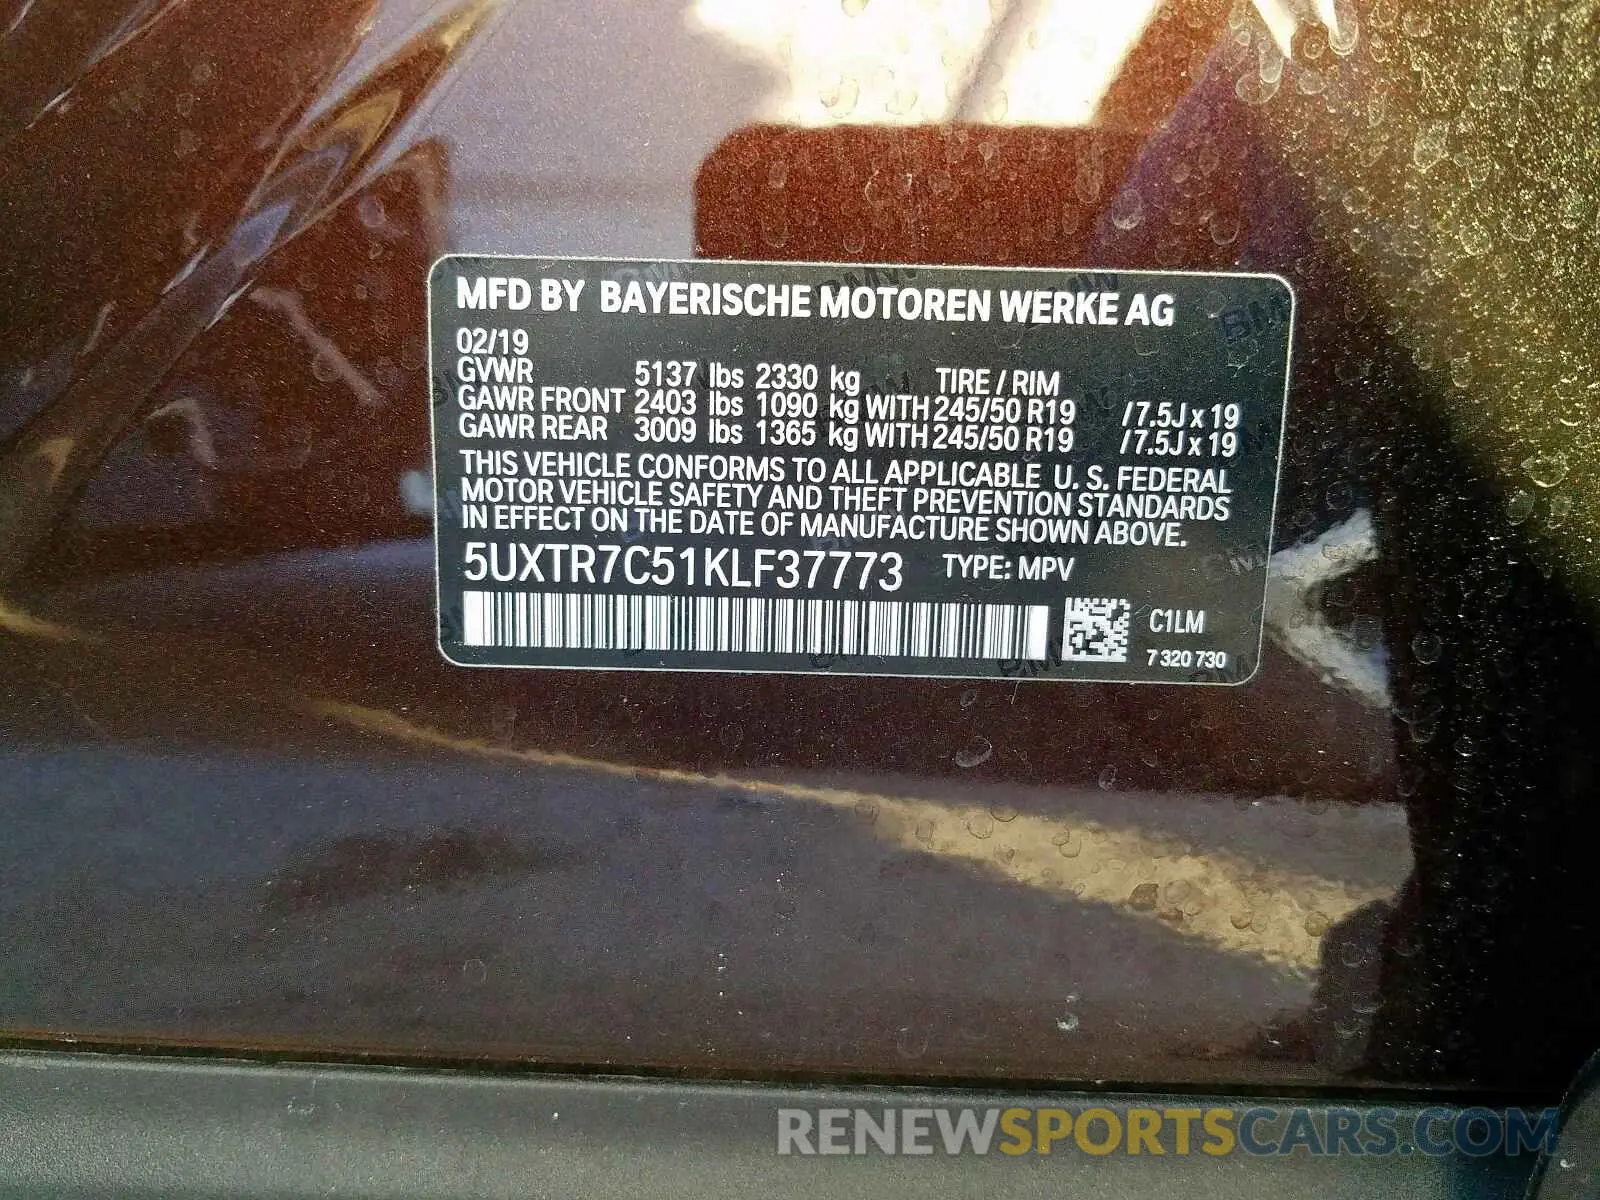 MFD BY BAYERISCHE MOTOREN WERKE AG
02/19
GVWR 5137 lbs 2330 kg TIRE / RIM
GAWR FRONT 2403 lbs 1090 kg WITH 245/50 R19 /7.5J x 19
GAWR REAR 3009 lbs 1365 kg WITH 245/50 R19 /7.5J x 19
THIS VEHICLE CONFORMS TO ALL APPLICABLE U. S. FEDERAL
MOTOR VEHICLE SAFETY AND THEFT PREVENTION STANDARDS
IN EFFECT ON THE DATE OF MANUFACTURE SHOWN ABOVE.
5UXTR7C51KLF37773 TYPE: MPV
C1LM
7 320 730
RENEWSPORTSCARS.COM